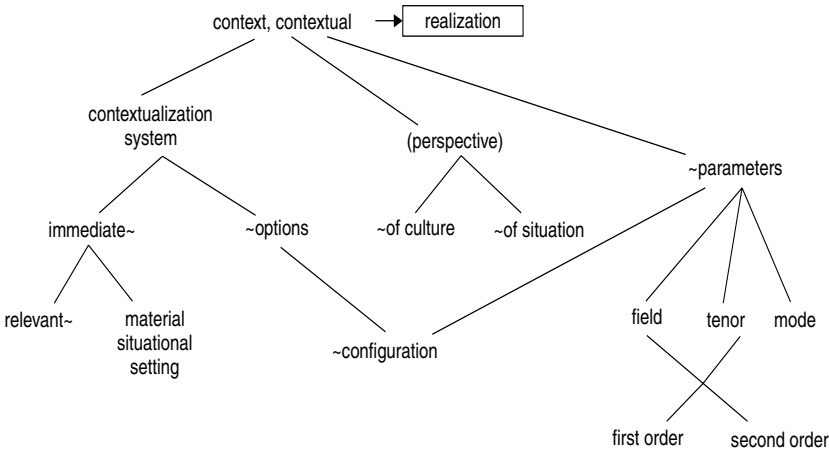 context, contextual
realization
contextualization
system
(perspective)
~parameters
immediate~
~options
~of culture
~of situation
relevant~
material
situational
setting
~configuration
field
tenor
mode
first order
second order